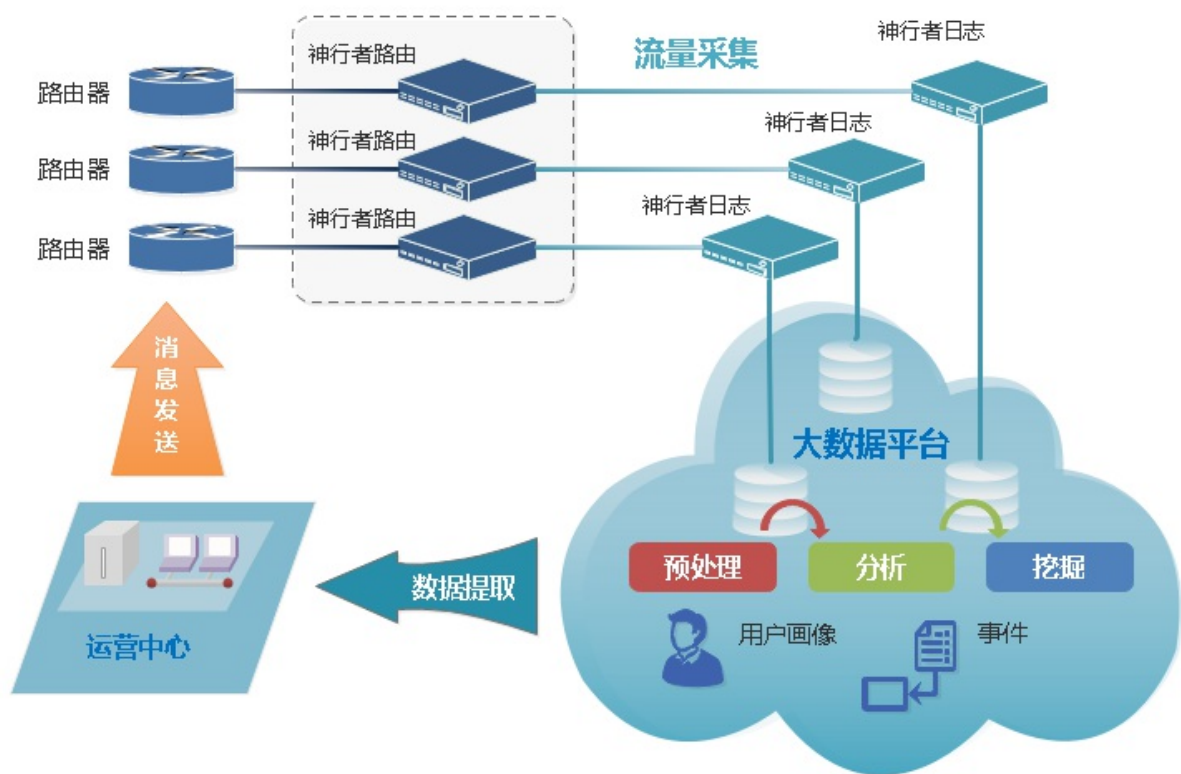 神行者日志
神行者路由
流量采集
路由器
神行者日志
神行者路由
路由器
神行者日志
神行者路由
路由器
消息发送
大数据平台
预处理
分析
挖掘
数据提取
用户画像
事件
运营中心